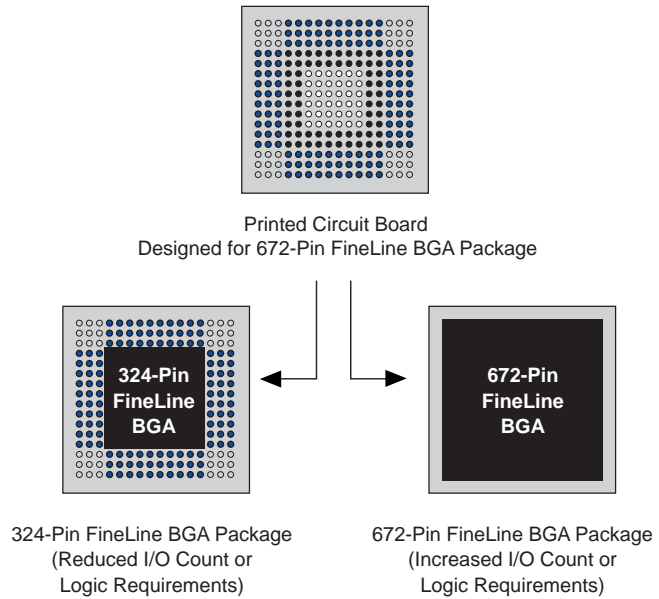 Printed Circuit Board
Designed for 672-Pin FineLine BGA Package
324-Pin
FineLine
BGA
672-Pin
FineLine
BGA
324-Pin FineLine BGA Package
(Reduced I/O Count or
Logic Requirements)
672-Pin FineLine BGA Package
(Increased I/O Count or
Logic Requirements)